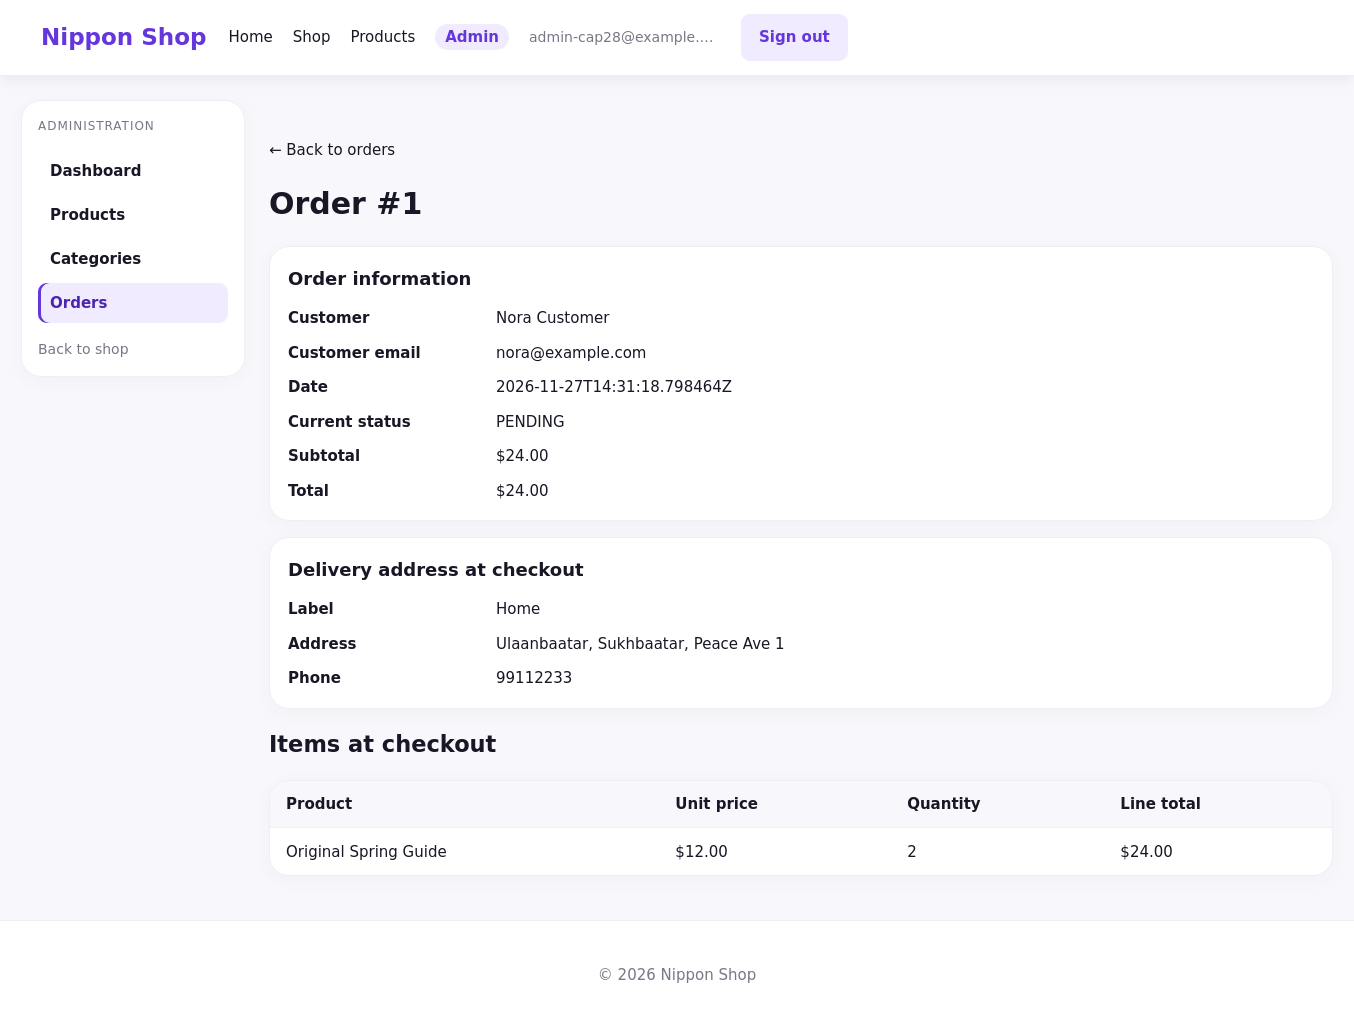 Nippon Shop Home Shop Products Admin admin-cap28@example.... Sign out
ADMINISTRATION
Dashboard
Products
Categories
Orders
Back to shop
← Back to orders
Order #1
Order information
Customer Nora Customer
Customer email nora@example.com
Date 2026-11-27T14:31:18.798464Z
Current status PENDING
Subtotal $24.00
Total $24.00
Delivery address at checkout
Label Home
Address Ulaanbaatar, Sukhbaatar, Peace Ave 1
Phone 99112233
Items at checkout
Product Unit price Quantity Line total
Original Spring Guide $12.00 2 $24.00
© 2026 Nippon Shop